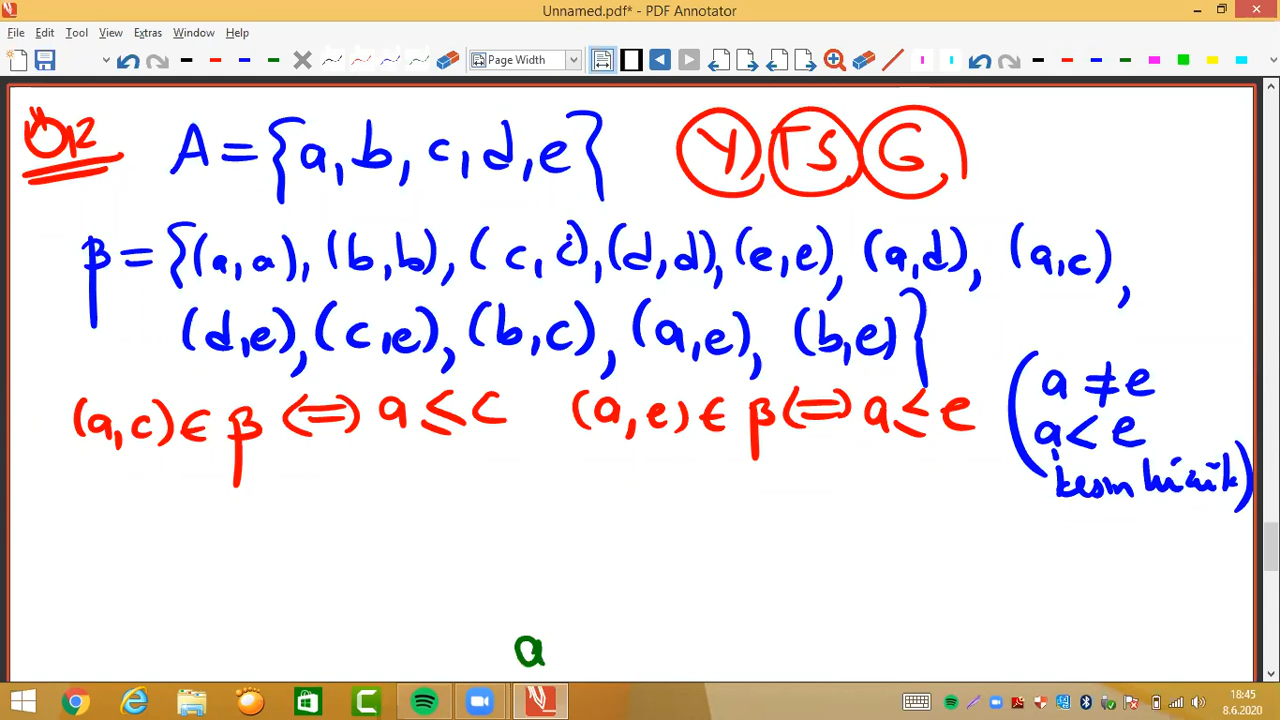 Unnamed.pdf* - PDF Annotator
File Edit Tool View Extras Window Help
Page Width
Ör2
A = {a, b, c, d, e} Y TS G
β = {(a,a), (b,b), (c,c), (d,d), (e,e), (a,d), (a,c),
(d,e), (c,e), (b,c), (a,e), (b,e)}
(a,c) ∈ β ⇔ a ≤ c (a,e) ∈ β ⇔ a ≤ e (a ≠ e
a < e
kesin küçük)
a
18:45
8.6.2020